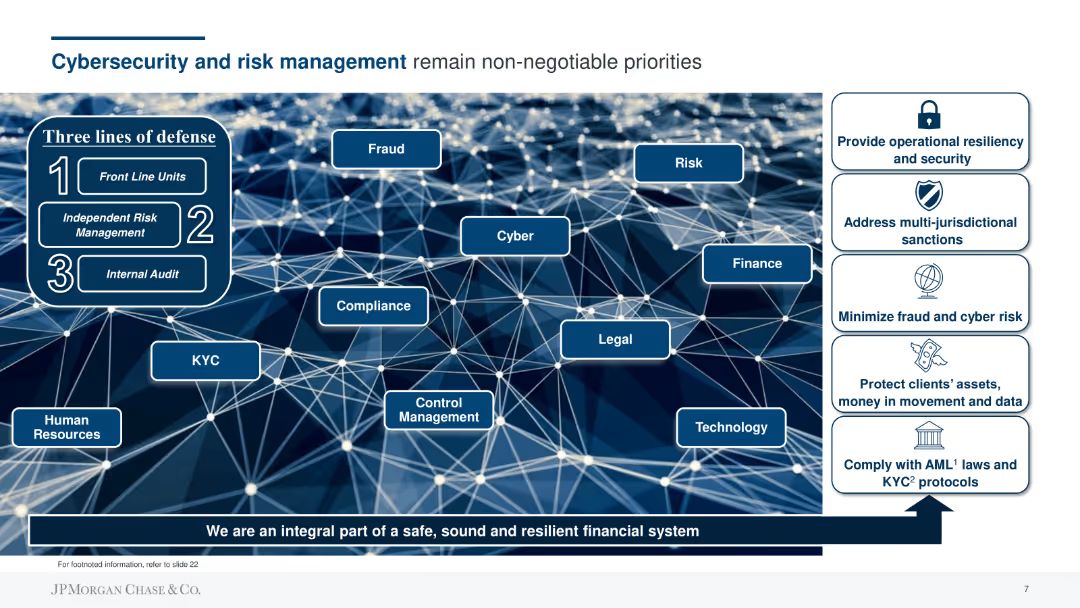 Cybersecurity and risk management remain non-negotiable priorities
Three lines of defense
1
Front Line Units
Independent Risk
Management
2
3
Internal Audit
Fraud
Risk
Cyber
Finance
Compliance
Legal
KYC
Control
Management
Human
Resources
Technology
Provide operational resiliency
and security
Address multi-jurisdictional
sanctions
Minimize fraud and cyber risk
Protect clients’ assets,
money in movement and data
Comply with AML¹ laws and
KYC² protocols
We are an integral part of a safe, sound and resilient financial system
For footnoted information, refer to slide 22
JPMORGAN CHASE & CO.
7